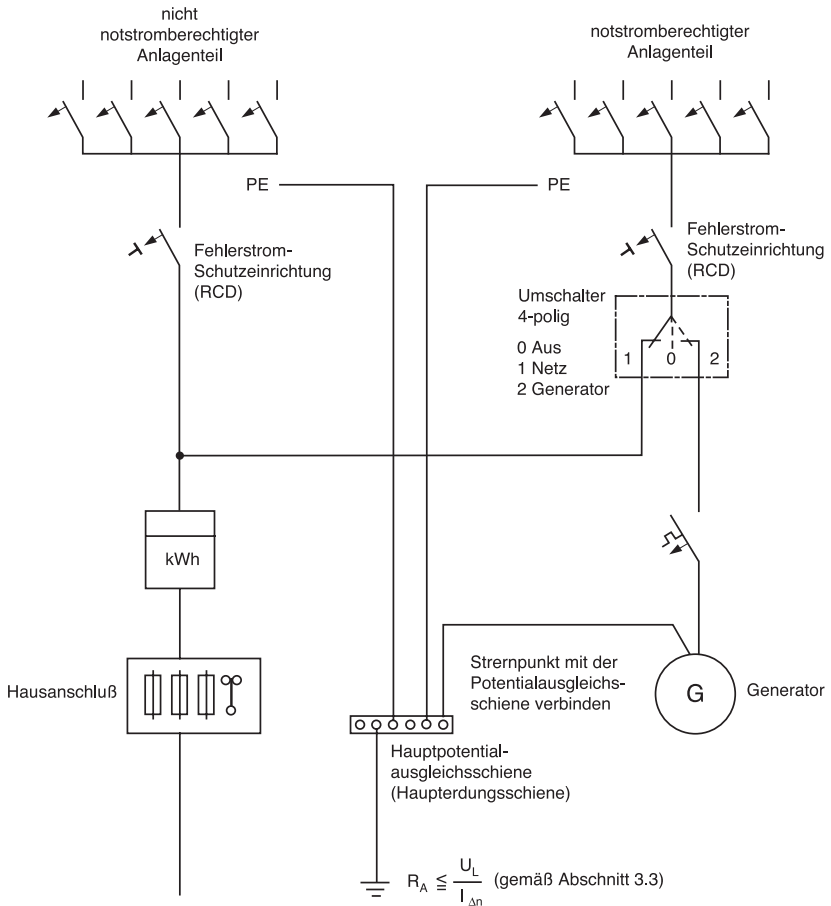 nicht
notstromberechtigter
Anlagenteil
notstromberechtigter
Anlagenteil
PE
PE
Fehlerstrom-
Schutzeinrichtung
(RCD)
Fehlerstrom-
Schutzeinrichtung
(RCD)
Umschalter
4-polig
0 Aus
1 Netz
2 Generator
1 0 2
kWh
Hausanschluß
Strernpunkt mit der
Potentialausgleichs-
schiene verbinden
G
Generator
Hauptpotential-
ausgleichsschiene
(Haupterdungsschiene)
R_A ≦ U_L / I_Δn (gemäß Abschnitt 3.3)